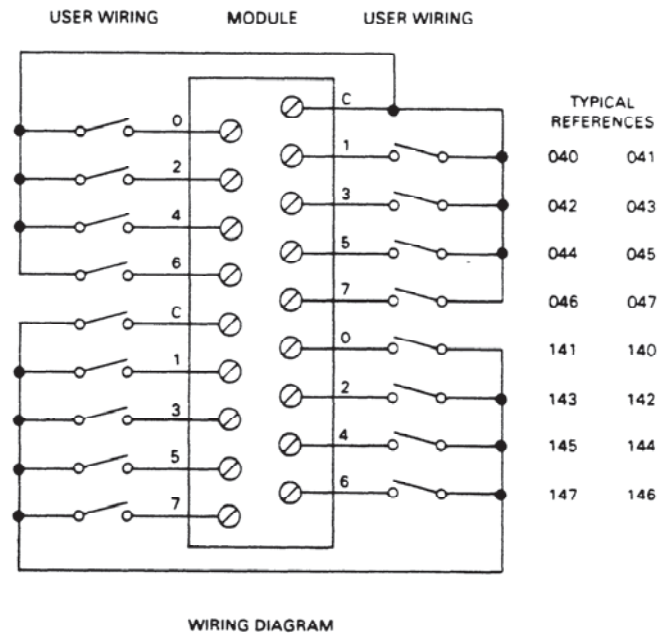 USER WIRING MODULE USER WIRING
TYPICAL
REFERENCES
C
0
1 040 041
2
3 042 043
4
5 044 045
6
7 046 047
C
0 141 140
1
2 143 142
3
4 145 144
5
6 147 146
7
WIRING DIAGRAM